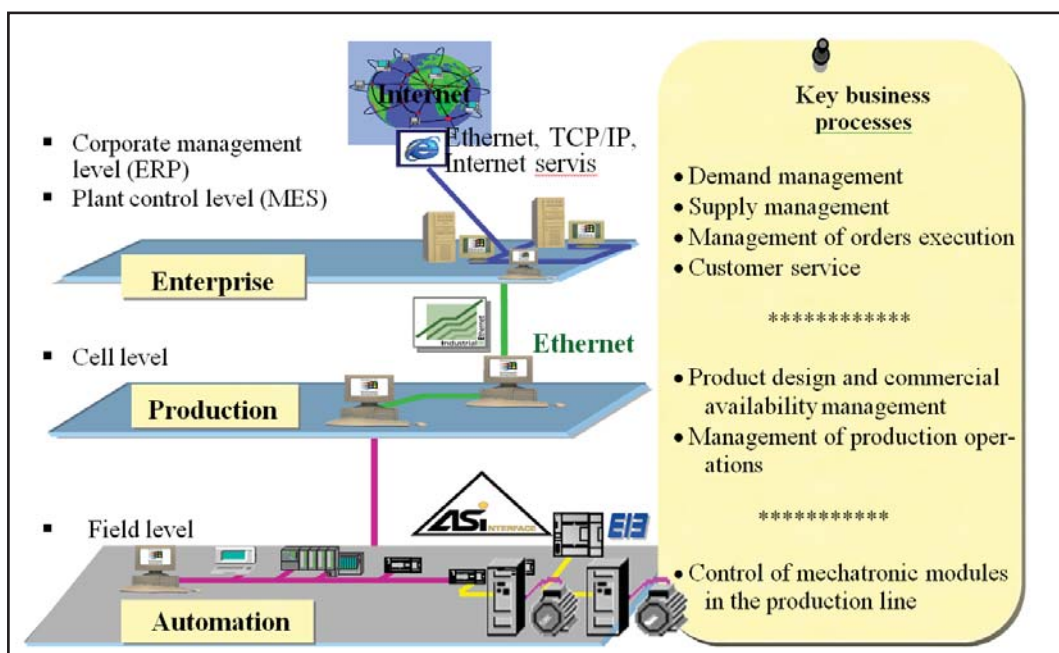 Internet
Ethernet, TCP/IP,
Internet servis
▪ Corporate management
level (ERP)
▪ Plant control level (MES)
Enterprise
Industrial
Ethernet
Ethernet
▪ Cell level
Production
ASi INTERFACE
EIB
▪ Field level
Automation
Key business
processes
• Demand management
• Supply management
• Management of orders execution
• Customer service
************
• Product design and commercial
availability management
• Management of production oper-
ations
***********
• Control of mechatronic modules
in the production line